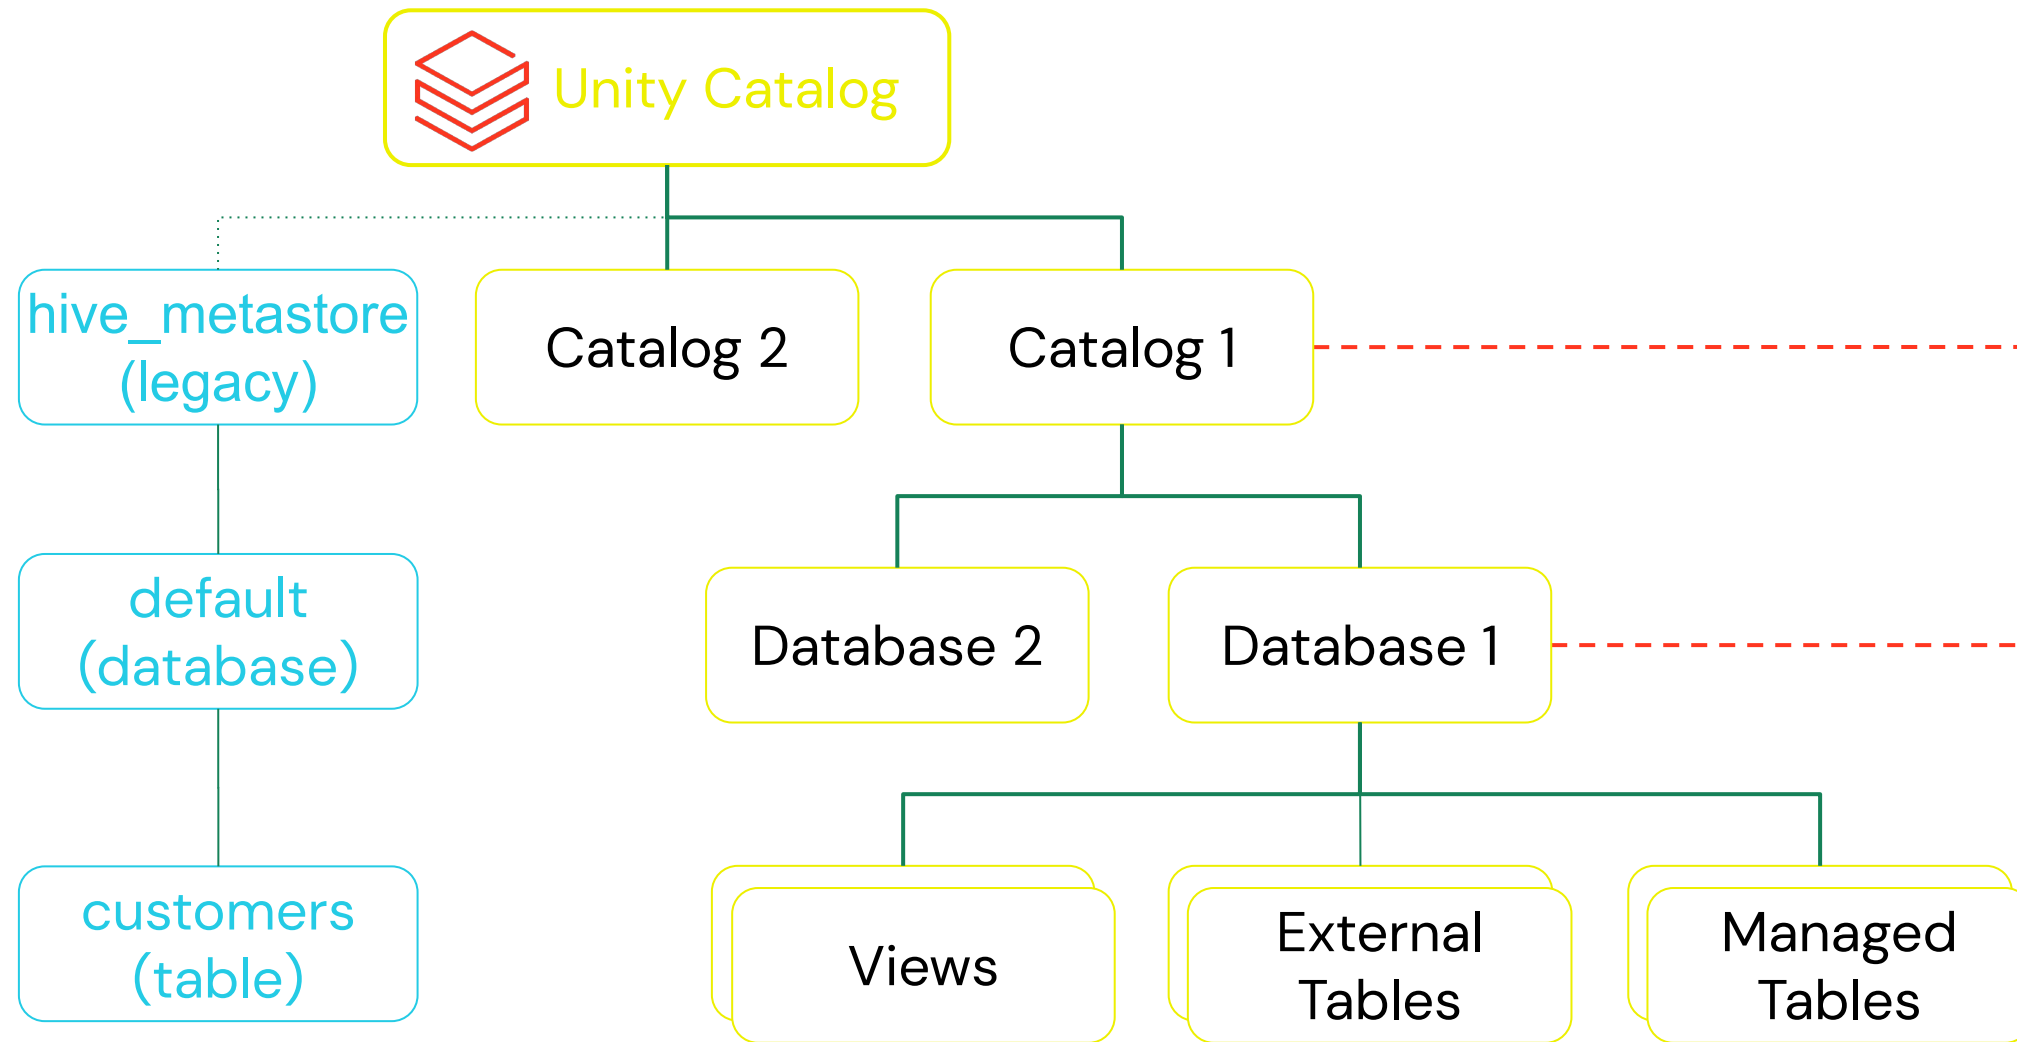 Unity Catalog
hive_metastore
(legacy)
Catalog 2
Catalog 1
default
(database)
Database 2
Database 1
customers
(table)
Views
External
Tables
Managed
Tables